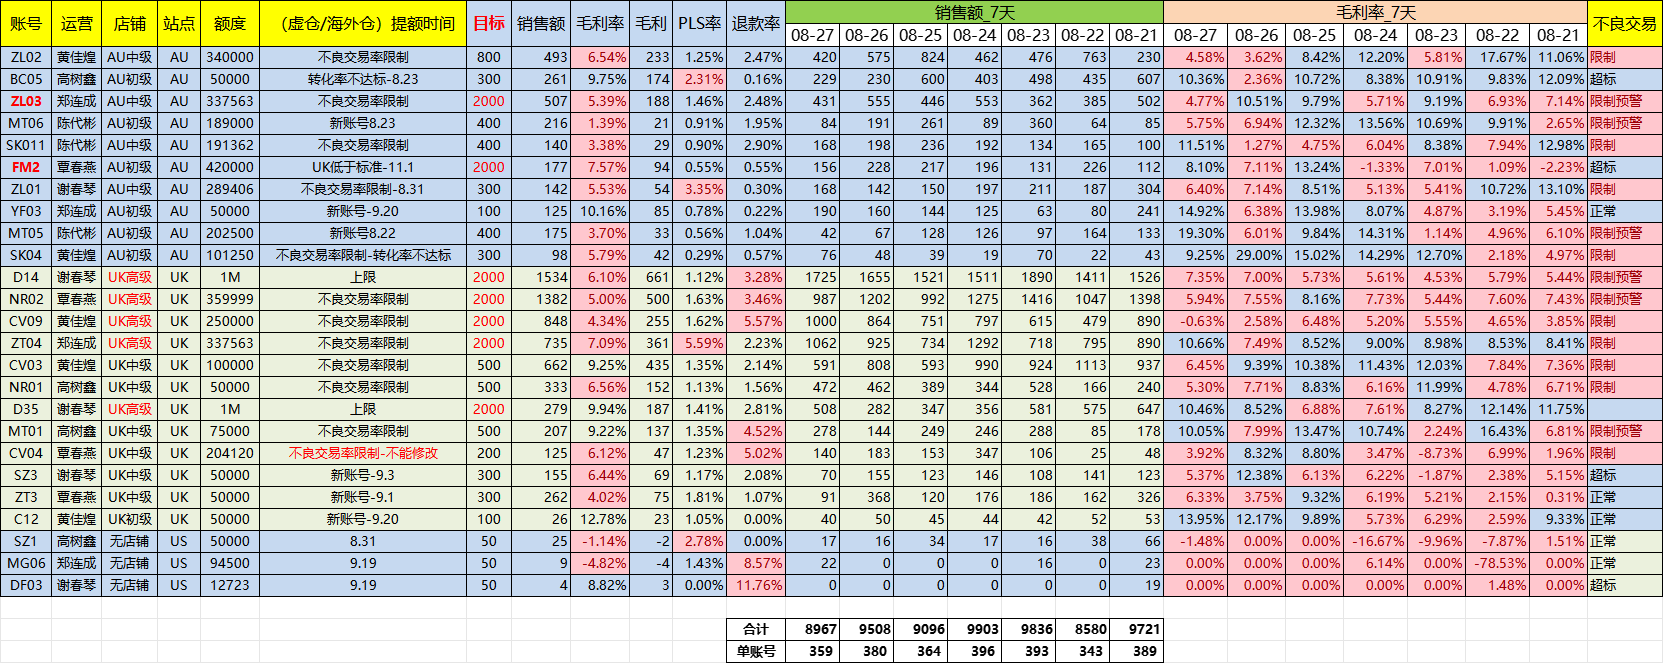 账号 运营 店铺 站点 额度 （虚仓/海外仓）提额时间 目标 销售额 毛利率 毛利 PLS率 退款率 销售额_7天 毛利率_7天 不良交易
08-27 08-26 08-25 08-24 08-23 08-22 08-21 08-27 08-26 08-25 08-24 08-23 08-22 08-21
ZL02 黄佳煌 AU中级 AU 340000 不良交易率限制 800 493 6.54% 233 1.25% 2.47% 420 575 824 462 476 763 230 4.58% 3.62% 8.42% 12.20% 5.81% 17.67% 11.06% 限制
BC05 高树鑫 AU初级 AU 50000 转化率不达标-8.23 300 261 9.75% 174 2.31% 0.16% 229 230 600 403 498 435 607 10.36% 2.36% 10.72% 8.38% 10.91% 9.83% 12.09% 超标
ZL03 郑连成 AU中级 AU 337563 不良交易率限制 2000 507 5.39% 188 1.46% 2.48% 431 555 446 553 362 385 502 4.77% 10.51% 9.79% 5.71% 9.19% 6.93% 7.14% 限制预警
MT06 陈代彬 AU初级 AU 189000 新账号8.23 400 216 1.39% 21 0.91% 1.95% 84 191 261 89 360 64 85 5.75% 6.94% 12.32% 13.56% 10.69% 9.91% 2.65% 限制预警
SK011 陈代彬 AU中级 AU 191362 不良交易率限制 400 140 3.38% 29 0.90% 2.90% 168 198 236 192 134 165 100 11.51% 1.27% 4.75% 6.04% 8.38% 7.94% 12.98% 限制
FM2 覃春燕 AU初级 AU 420000 UK低于标准-11.1 2000 177 7.57% 94 0.55% 0.55% 156 228 217 196 131 226 112 8.10% 7.11% 13.24% -1.33% 7.01% 1.09% -2.23% 超标
ZL01 谢春琴 AU中级 AU 289406 不良交易率限制-8.31 300 142 5.53% 54 3.35% 0.30% 168 142 150 197 211 187 304 6.40% 7.14% 8.51% 5.13% 5.41% 10.72% 13.10% 限制
YF03 郑连成 AU初级 AU 50000 新账号-9.20 100 125 10.16% 85 0.78% 0.22% 190 160 144 125 63 80 241 14.92% 6.38% 13.98% 8.07% 4.87% 3.19% 5.45% 正常
MT05 陈代彬 AU初级 AU 202500 新账号8.22 400 175 3.70% 33 0.56% 1.04% 42 67 128 126 97 164 133 19.30% 6.01% 9.84% 14.31% 1.14% 4.96% 6.10% 限制预警
SK04 黄佳煌 AU初级 AU 101250 不良交易率限制-转化率不达标 300 98 5.79% 42 0.29% 0.57% 76 48 39 19 70 22 43 9.25% 29.00% 15.02% 14.29% 12.70% 2.18% 4.97% 限制
D14 谢春琴 UK高级 UK 1M 上限 2000 1534 6.10% 661 1.12% 3.28% 1725 1655 1521 1511 1890 1411 1526 7.35% 7.00% 5.73% 5.61% 4.53% 5.79% 5.44% 限制预警
NR02 覃春燕 UK高级 UK 359999 不良交易率限制 2000 1382 5.00% 500 1.63% 3.46% 987 1202 992 1275 1416 1047 1398 5.94% 7.55% 8.16% 7.73% 5.44% 7.60% 7.43% 限制预警
CV09 黄佳煌 UK高级 UK 250000 不良交易率限制 2000 848 4.34% 255 1.62% 5.57% 1000 864 751 797 615 479 890 -0.63% 2.58% 6.48% 5.20% 5.55% 4.65% 3.85% 限制
ZT04 郑连成 UK高级 UK 337563 不良交易率限制 2000 735 7.09% 361 5.59% 2.23% 1062 925 734 1292 718 795 890 10.66% 7.49% 8.52% 9.00% 8.98% 8.53% 8.41% 限制
CV03 黄佳煌 UK中级 UK 100000 不良交易率限制 500 662 9.25% 435 1.35% 2.14% 591 808 593 990 924 1113 937 6.45% 9.39% 10.38% 11.43% 12.03% 7.84% 7.36% 限制
NR01 高树鑫 UK中级 UK 50000 不良交易率限制 500 333 6.56% 152 1.13% 1.56% 472 462 389 344 528 166 240 5.30% 7.71% 8.83% 6.16% 11.99% 4.78% 6.71% 限制
D35 谢春琴 UK高级 UK 1M 上限 2000 279 9.94% 187 1.41% 2.81% 508 282 347 356 581 575 647 10.46% 8.52% 6.88% 7.61% 8.27% 12.14% 11.75%
MT01 高树鑫 UK中级 UK 75000 不良交易率限制 500 207 9.22% 137 1.35% 4.52% 278 144 249 246 288 85 178 10.05% 7.99% 13.47% 10.74% 2.24% 16.43% 6.81% 限制预警
CV04 覃春燕 UK中级 UK 204120 不良交易率限制-不能修改 200 125 6.12% 47 1.23% 5.02% 140 183 153 347 106 25 48 3.92% 8.32% 8.80% 3.47% -8.73% 6.99% 1.96% 限制
SZ3 谢春琴 UK中级 UK 50000 新账号-9.3 300 155 6.44% 69 1.17% 2.08% 70 155 123 146 108 141 123 5.37% 12.38% 6.13% 6.22% -1.87% 2.38% 5.15% 超标
ZT3 覃春燕 UK中级 UK 50000 新账号-9.1 300 262 4.02% 75 1.81% 1.07% 91 368 120 176 186 162 326 6.33% 3.75% 9.32% 6.19% 5.21% 2.15% 0.31% 正常
C12 黄佳煌 UK初级 UK 50000 新账号-9.20 100 26 12.78% 23 1.05% 0.00% 40 50 45 44 42 52 53 13.95% 12.17% 9.89% 5.73% 6.29% 2.59% 9.33% 正常
SZ1 高树鑫 无店铺 US 50000 8.31 50 25 -1.14% -2 2.78% 0.00% 17 16 34 17 16 38 66 -1.48% 0.00% 0.00% -16.67% -9.96% -7.87% 1.51% 正常
MG06 郑连成 无店铺 US 94500 9.19 50 9 -4.82% -4 1.43% 8.57% 22 0 0 0 16 0 23 0.00% 0.00% 0.00% 6.14% 0.00% -78.53% 0.00% 正常
DF03 谢春琴 无店铺 US 12723 9.19 50 4 8.82% 3 0.00% 11.76% 0 0 0 0 0 0 19 0.00% 0.00% 0.00% 0.00% 0.00% 1.48% 0.00% 超标
合计 8967 9508 9096 9903 9836 8580 9721
单账号 359 380 364 396 393 343 389